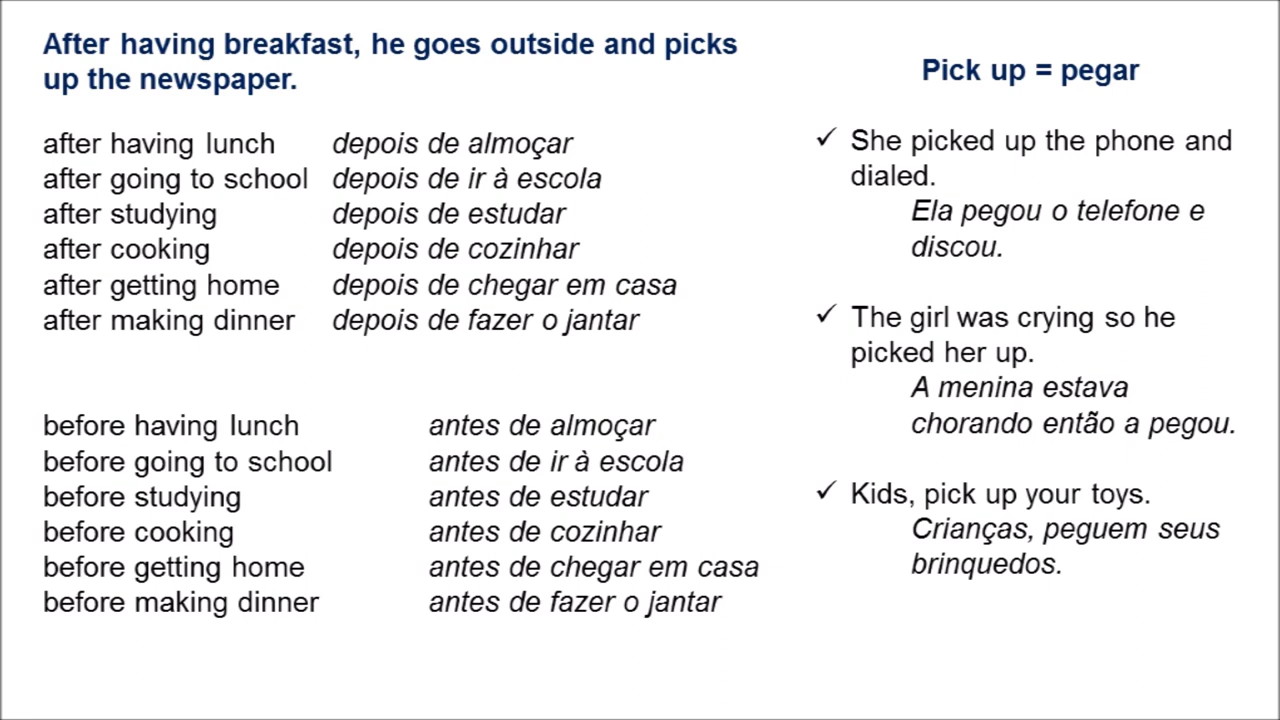 After having breakfast, he goes outside and picks
up the newspaper.
after having lunch depois de almoçar
after going to school depois de ir à escola
after studying depois de estudar
after cooking depois de cozinhar
after getting home depois de chegar em casa
after making dinner depois de fazer o jantar
before having lunch antes de almoçar
before going to school antes de ir à escola
before studying antes de estudar
before cooking antes de cozinhar
before getting home antes de chegar em casa
before making dinner antes de fazer o jantar
Pick up = pegar
✓ She picked up the phone and
dialed.
Ela pegou o telefone e
discou.
✓ The girl was crying so he
picked her up.
A menina estava
chorando então a pegou.
✓ Kids, pick up your toys.
Crianças, peguem seus
brinquedos.